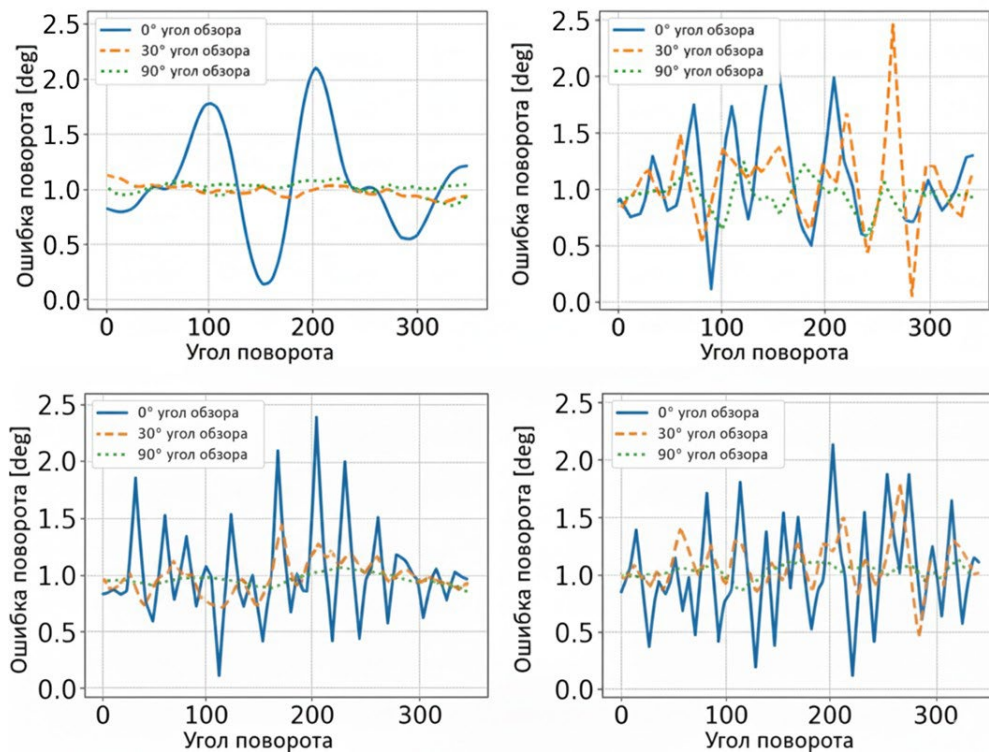 Ошибка поворота [deg]
2.5
2.0
1.5
1.0
0.5
0.0
0° угол обзора
30° угол обзора
90° угол обзора
0 100 200 300
Угол поворота
Ошибка поворота [deg]
2.5
2.0
1.5
1.0
0.5
0.0
0° угол обзора
30° угол обзора
90° угол обзора
0 100 200 300
Угол поворота
Ошибка поворота [deg]
2.5
2.0
1.5
1.0
0.5
0.0
0° угол обзора
30° угол обзора
90° угол обзора
0 100 200 300
Угол поворота
Ошибка поворота [deg]
2.5
2.0
1.5
1.0
0.5
0.0
0° угол обзора
30° угол обзора
90° угол обзора
0 100 200 300
Угол поворота